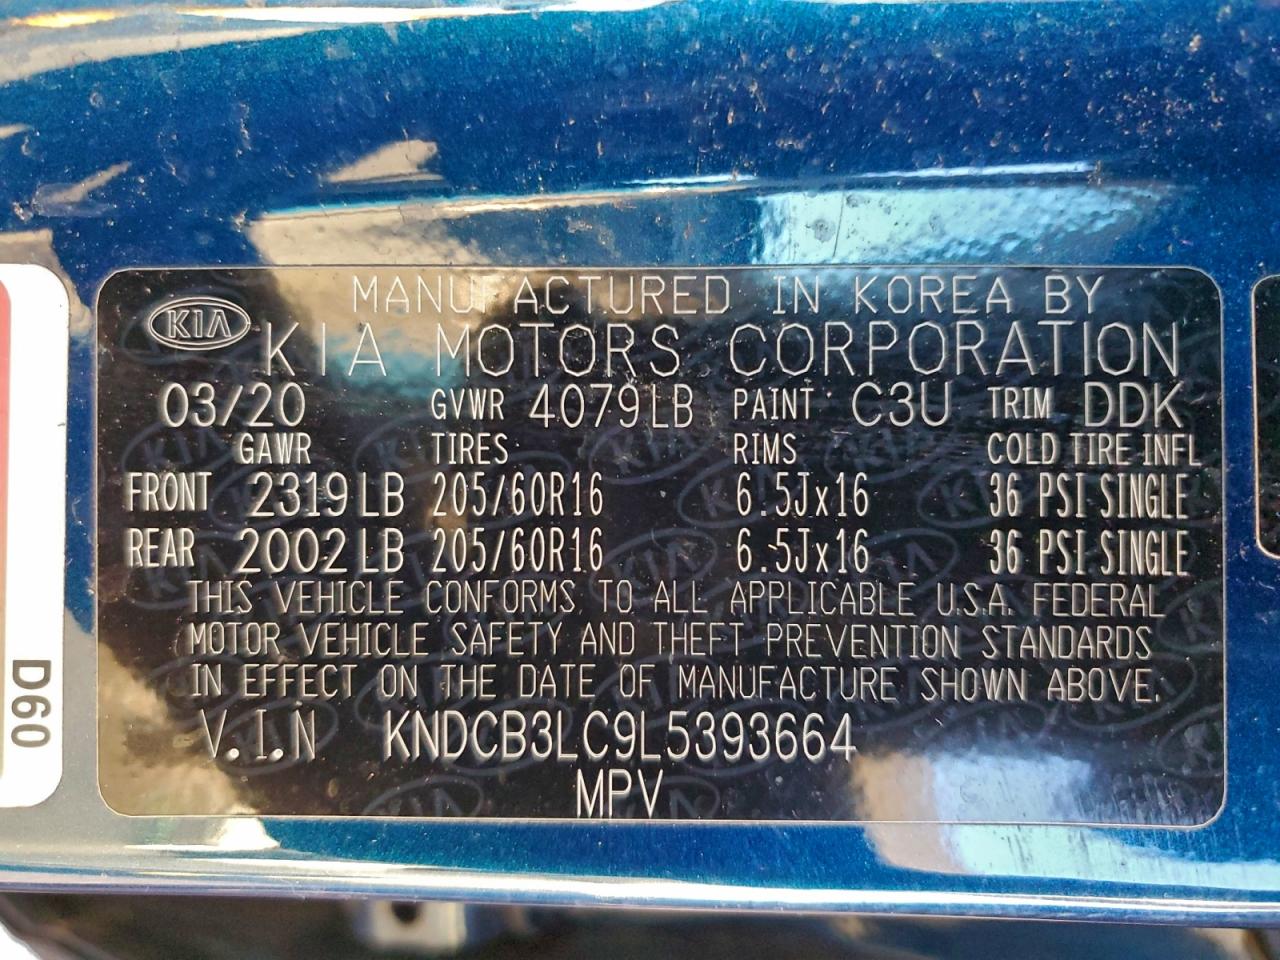 MANUFACTURED IN KOREA BY
KIA KIA MOTORS CORPORATION
03/20 GVWR 4079LB PAINT C3U TRIM DDK
GAWR TIRES RIMS COLD TIRE INFL
FRONT 2319LB 205/60R16 6.5Jx16 36 PSI.SINGLE
REAR 2002LB 205/60R16 6.5Jx16 36 PSI.SINGLE
THIS VEHICLE CONFORMS TO ALL APPLICABLE U.S.A. FEDERAL
MOTOR VEHICLE SAFETY AND THEFT PREVENTION STANDARDS
IN EFFECT ON THE DATE OF MANUFACTURE SHOWN ABOVE.
V.I.N KNDCB3LC9L5393664
MPV
D60